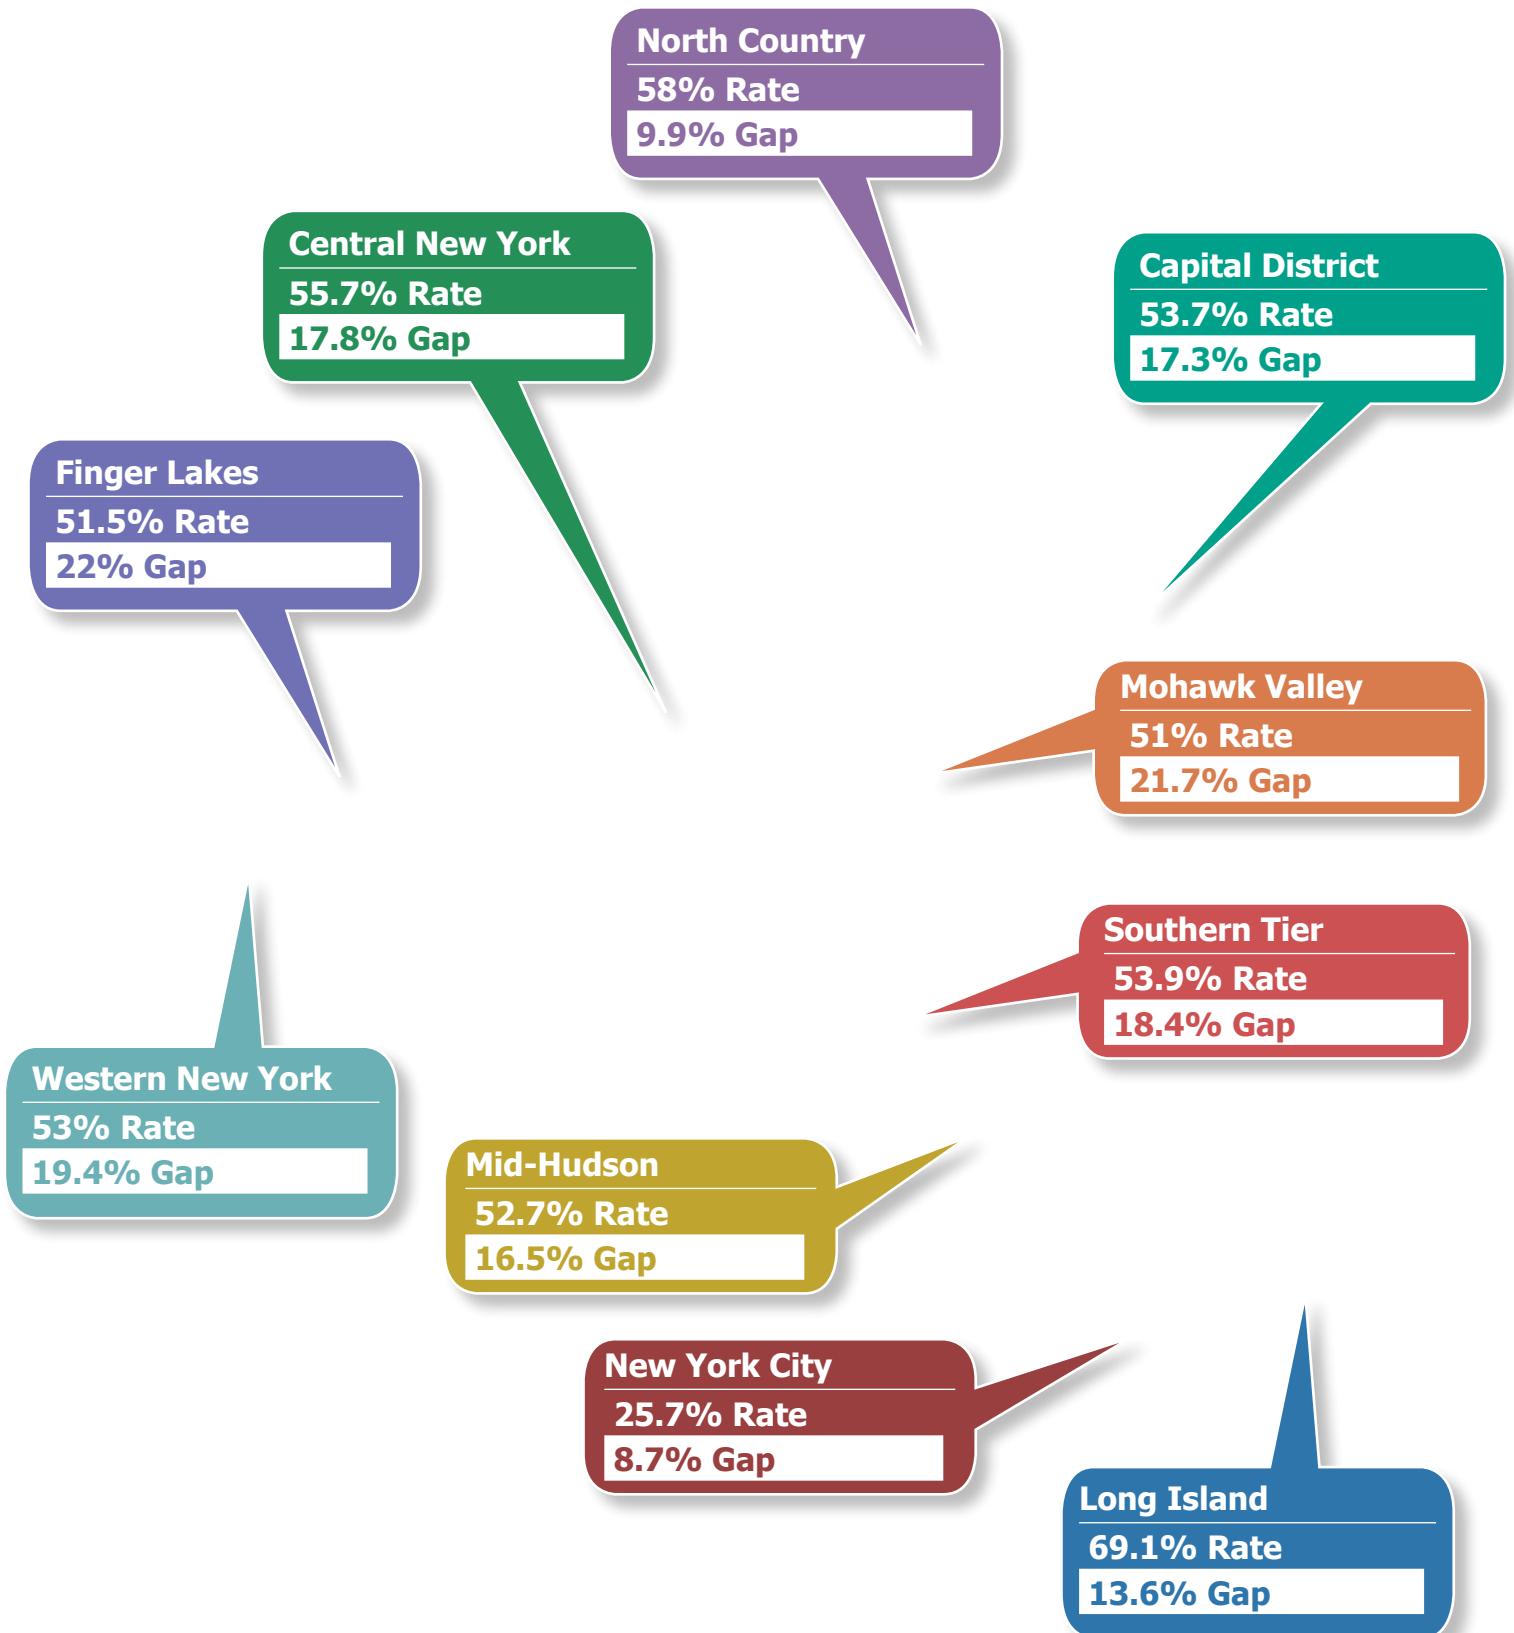 North Country
58% Rate
9.9% Gap
Central New York
55.7% Rate
17.8% Gap
Capital District
53.7% Rate
17.3% Gap
Finger Lakes
51.5% Rate
22% Gap
Mohawk Valley
51% Rate
21.7% Gap
Southern Tier
53.9% Rate
18.4% Gap
Western New York
53% Rate
19.4% Gap
Mid-Hudson
52.7% Rate
16.5% Gap
New York City
25.7% Rate
8.7% Gap
Long Island
69.1% Rate
13.6% Gap